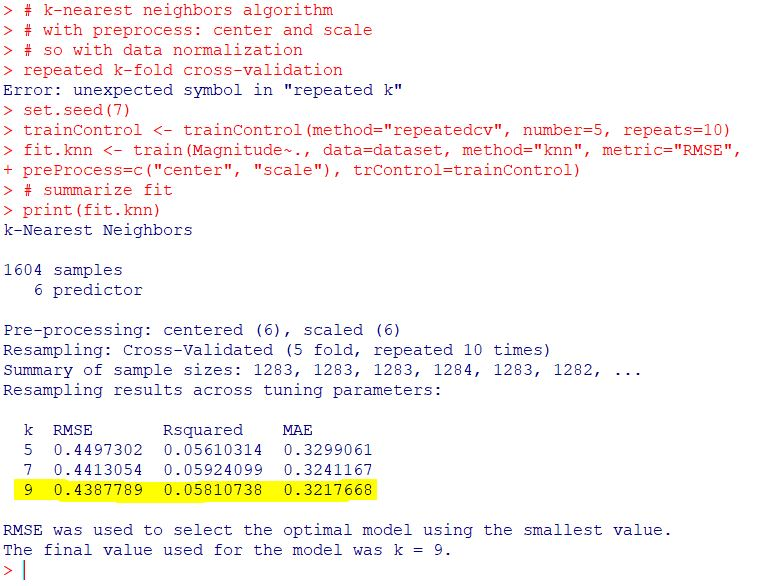 > # k-nearest neighbors algorithm
> # with preprocess: center and scale
> # so with data normalization
> repeated k-fold cross-validation
Error: unexpected symbol in "repeated k"
> set.seed(7)
> trainControl <- trainControl(method="repeatedcv", number=5, repeats=10)
> fit.knn <- train(Magnitude~., data=dataset, method="knn", metric="RMSE",
+ preProcess=c("center", "scale"), trControl=trainControl)
> # summarize fit
> print(fit.knn)
k-Nearest Neighbors

1604 samples
   6 predictor

Pre-processing: centered (6), scaled (6)
Resampling: Cross-Validated (5 fold, repeated 10 times)
Summary of sample sizes: 1283, 1283, 1283, 1284, 1283, 1282, ...
Resampling results across tuning parameters:

  k  RMSE       Rsquared    MAE
  5  0.4497302  0.05610314  0.3299061
  7  0.4413054  0.05924099  0.3241167
  9  0.4387789  0.05810738  0.3217668

RMSE was used to select the optimal model using the smallest value.
The final value used for the model was k = 9.
>